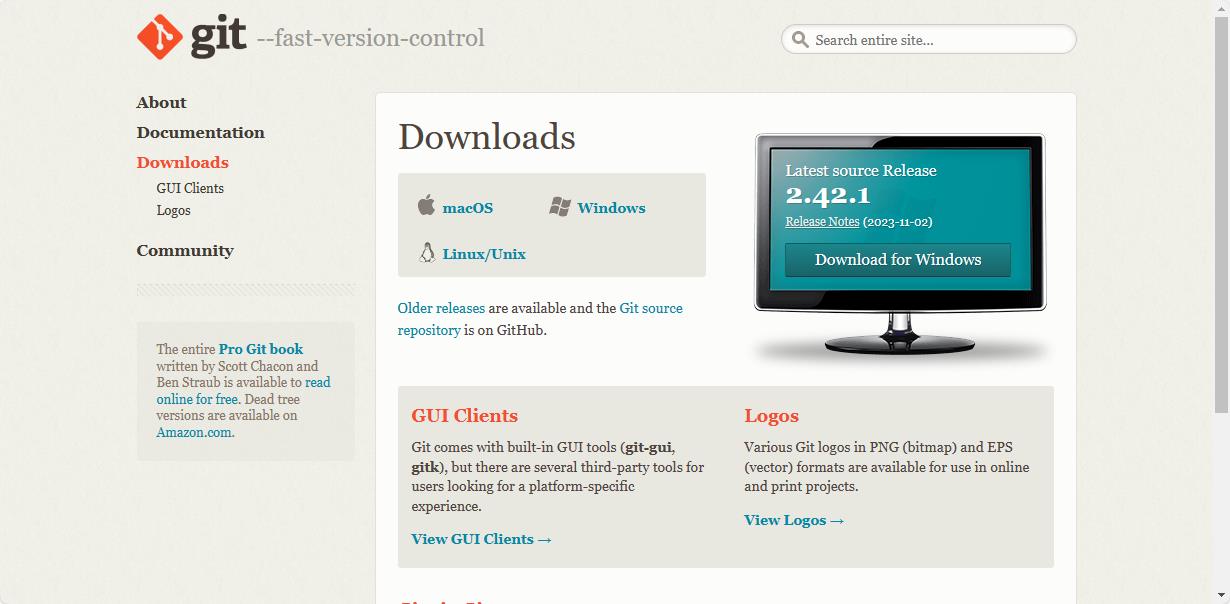 git --fast-version-control
Search entire site...
About
Documentation
Downloads
GUI Clients
Logos
Community
The entire Pro Git book
written by Scott Chacon and
Ben Straub is available to read
online for free. Dead tree
versions are available on
Amazon.com.
Downloads
macOS
Windows
Linux/Unix
Older releases are available and the Git source
repository is on GitHub.
Latest source Release
2.42.1
Release Notes (2023-11-02)
Download for Windows
GUI Clients
Git comes with built-in GUI tools (git-gui,
gitk), but there are several third-party tools for
users looking for a platform-specific
experience.
View GUI Clients →
Logos
Various Git logos in PNG (bitmap) and EPS
(vector) formats are available for use in online
and print projects.
View Logos →